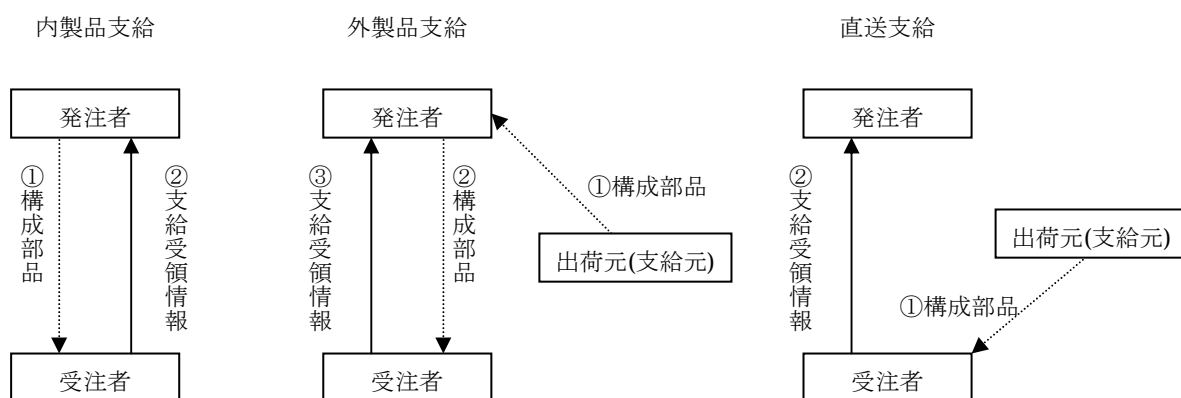 内製品支給
発注者
①構成部品
②支給受領情報
受注者
外製品支給
発注者
③支給受領情報
②構成部品
①構成部品
出荷元(支給元)
受注者
直送支給
発注者
②支給受領情報
出荷元(支給元)
①構成部品
受注者